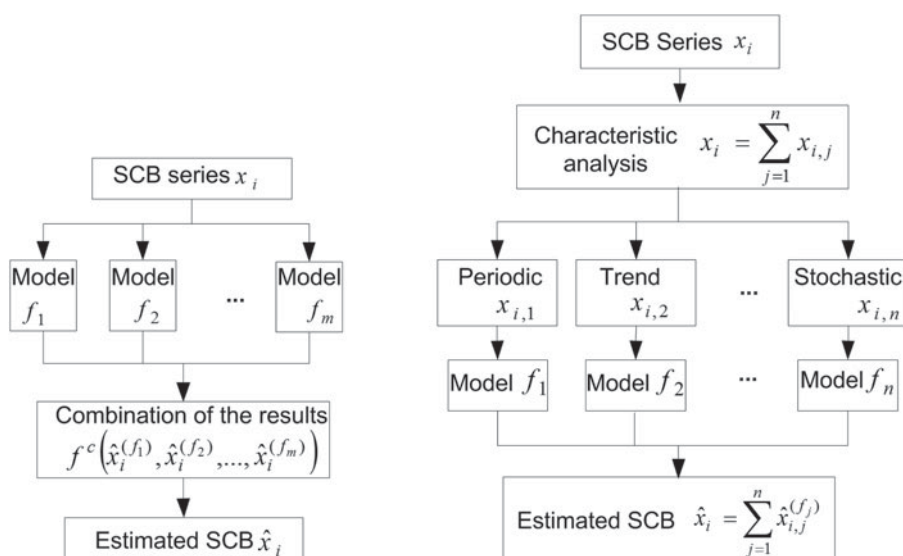 SCB series x_i
Model Model ... Model
f_1 f_2 f_m
Combination of the results
f^c(x̂_i^(f_1), x̂_i^(f_2),..., x̂_i^(f_m))
Estimated SCB x̂_i
SCB Series x_i
Characteristic analysis x_i = ∑_{j=1}^{n} x_{i,j}
Periodic Trend ... Stochastic
x_{i,1} x_{i,2} x_{i,n}
Model f_1 Model f_2 ... Model f_n
Estimated SCB x̂_i = ∑_{j=1}^{n} x̂_{i,j}^{(f_j)}